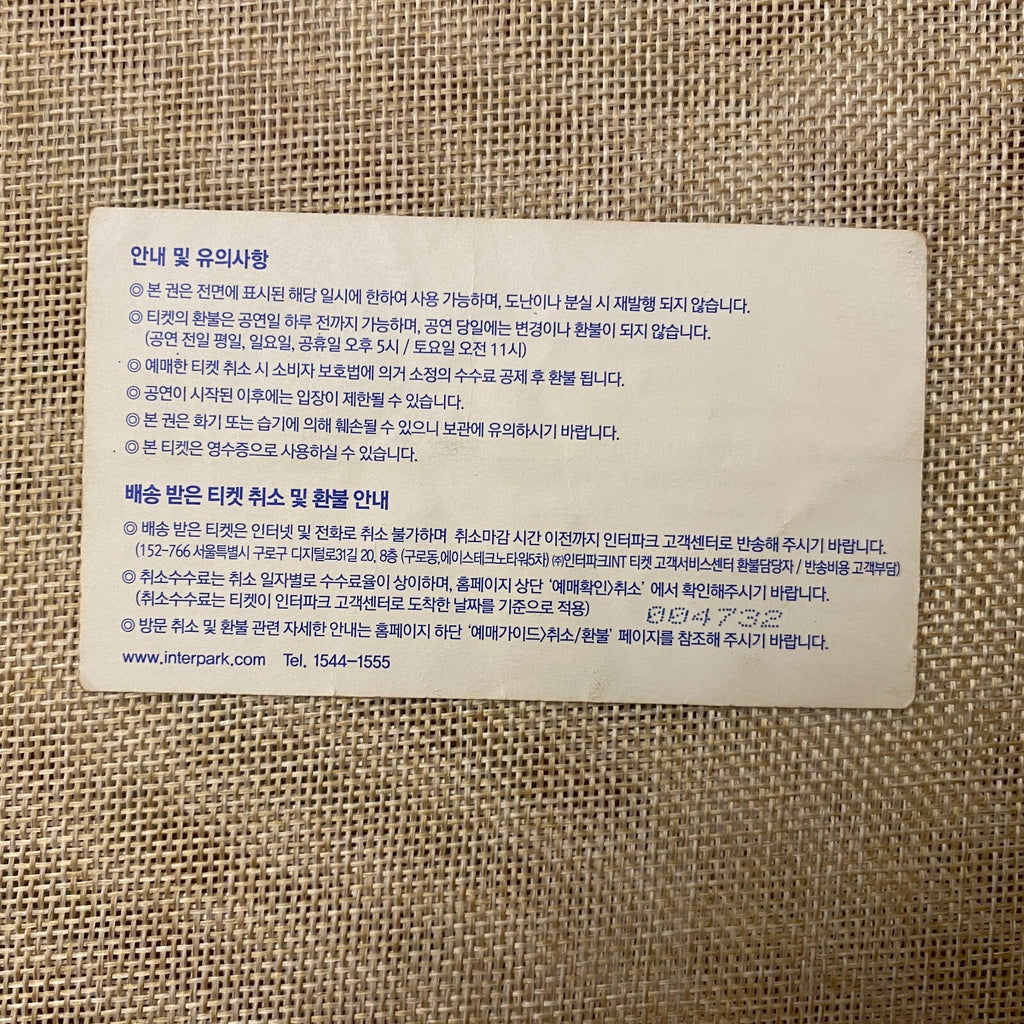 안내 및 유의사항
◎ 본 권은 전면에 표시된 해당 일시에 한하여 사용 가능하며, 도난이나 분실 시 재발행 되지 않습니다.
◎ 티켓의 환불은 공연일 하루 전까지 가능하며, 공연 당일에는 변경이나 환불이 되지 않습니다.
(공연 전일 평일, 일요일, 공휴일 오후 5시 / 토요일 오전 11시)
◎ 예매한 티켓 취소 시 소비자 보호법에 의거 소정의 수수료 공제 후 환불 됩니다.
◎ 공연이 시작된 이후에는 입장이 제한될 수 있습니다.
◎ 본 권은 화기 또는 습기에 의해 훼손될 수 있으니 보관에 유의하시기 바랍니다.
◎ 본 티켓은 영수증으로 사용하실 수 있습니다.
배송 받은 티켓 취소 및 환불 안내
◎ 배송 받은 티켓은 인터넷 및 전화로 취소 불가하며 취소마감 시간 이전까지 인터파크 고객센터로 반송해 주시기 바랍니다.
(152-766 서울특별시 구로구 디지털로31길 20, 8층 (구로동,에이스테크노타워5차) ㈜인터파크INT 티켓 고객서비스센터 환불담당자 / 반송비용 고객부담)
◎ 취소수수료는 취소 일자별로 수수료율이 상이하며, 홈페이지 상단 ‘예매확인>취소’ 에서 확인해주시기 바랍니다.
(취소수수료는 티켓이 인터파크 고객센터로 도착한 날짜를 기준으로 적용)
004732
◎ 방문 취소 및 환불 관련 자세한 안내는 홈페이지 하단 ‘예매가이드>취소/환불’ 페이지를 참조해 주시기 바랍니다.
www.interpark.com Tel. 1544-1555